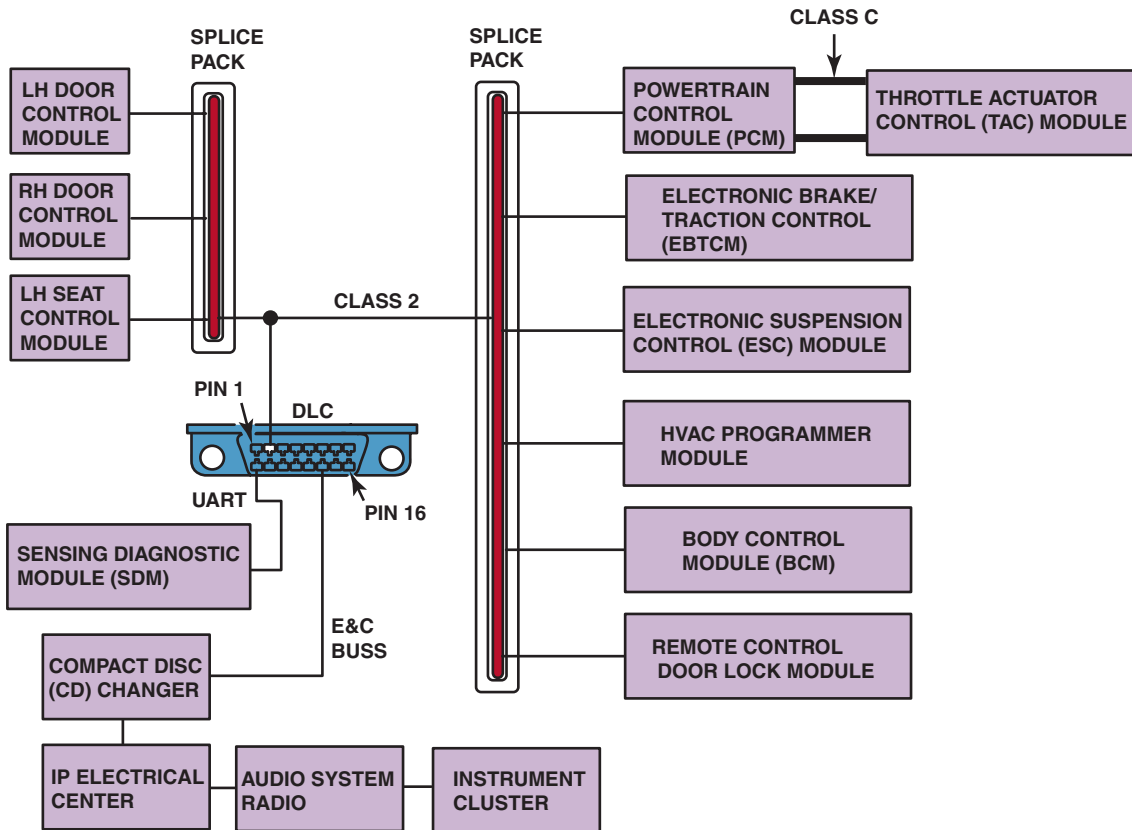 CLASS C
SPLICE
PACK
SPLICE
PACK
LH DOOR
CONTROL
MODULE
POWERTRAIN
CONTROL
MODULE (PCM)
THROTTLE ACTUATOR
CONTROL (TAC) MODULE
RH DOOR
CONTROL
MODULE
ELECTRONIC BRAKE/
TRACTION CONTROL
(EBTCM)
LH SEAT
CONTROL
MODULE
CLASS 2
ELECTRONIC SUSPENSION
CONTROL (ESC) MODULE
PIN 1
DLC
HVAC PROGRAMMER
MODULE
UART
PIN 16
SENSING DIAGNOSTIC
MODULE (SDM)
BODY CONTROL
MODULE (BCM)
E&C
BUSS
COMPACT DISC
(CD) CHANGER
REMOTE CONTROL
DOOR LOCK MODULE
IP ELECTRICAL
CENTER
AUDIO SYSTEM
RADIO
INSTRUMENT
CLUSTER